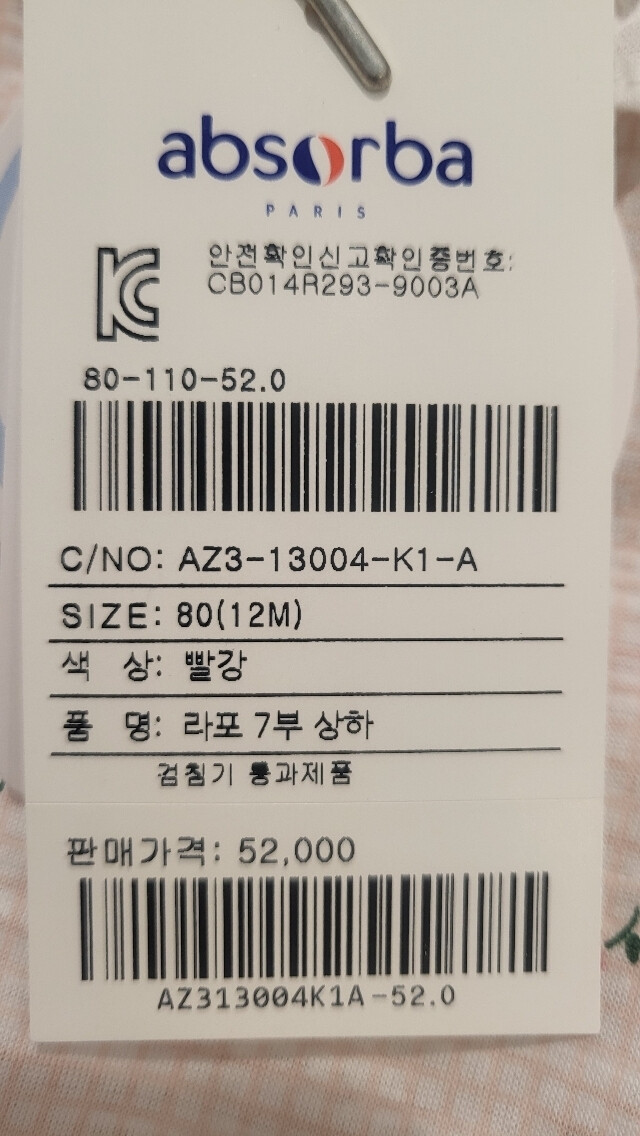 absorba
PARIS
안전확인신고확인증번호:
CB014R293-9003A
80-110-52.0
C/NO: AZ3-13004-K1-A
SIZE: 80(12M)
색 상: 빨강
품 명: 라포 7부 상하
검침기 통과제품
판매가격: 52,000
AZ313004K1A-52.0